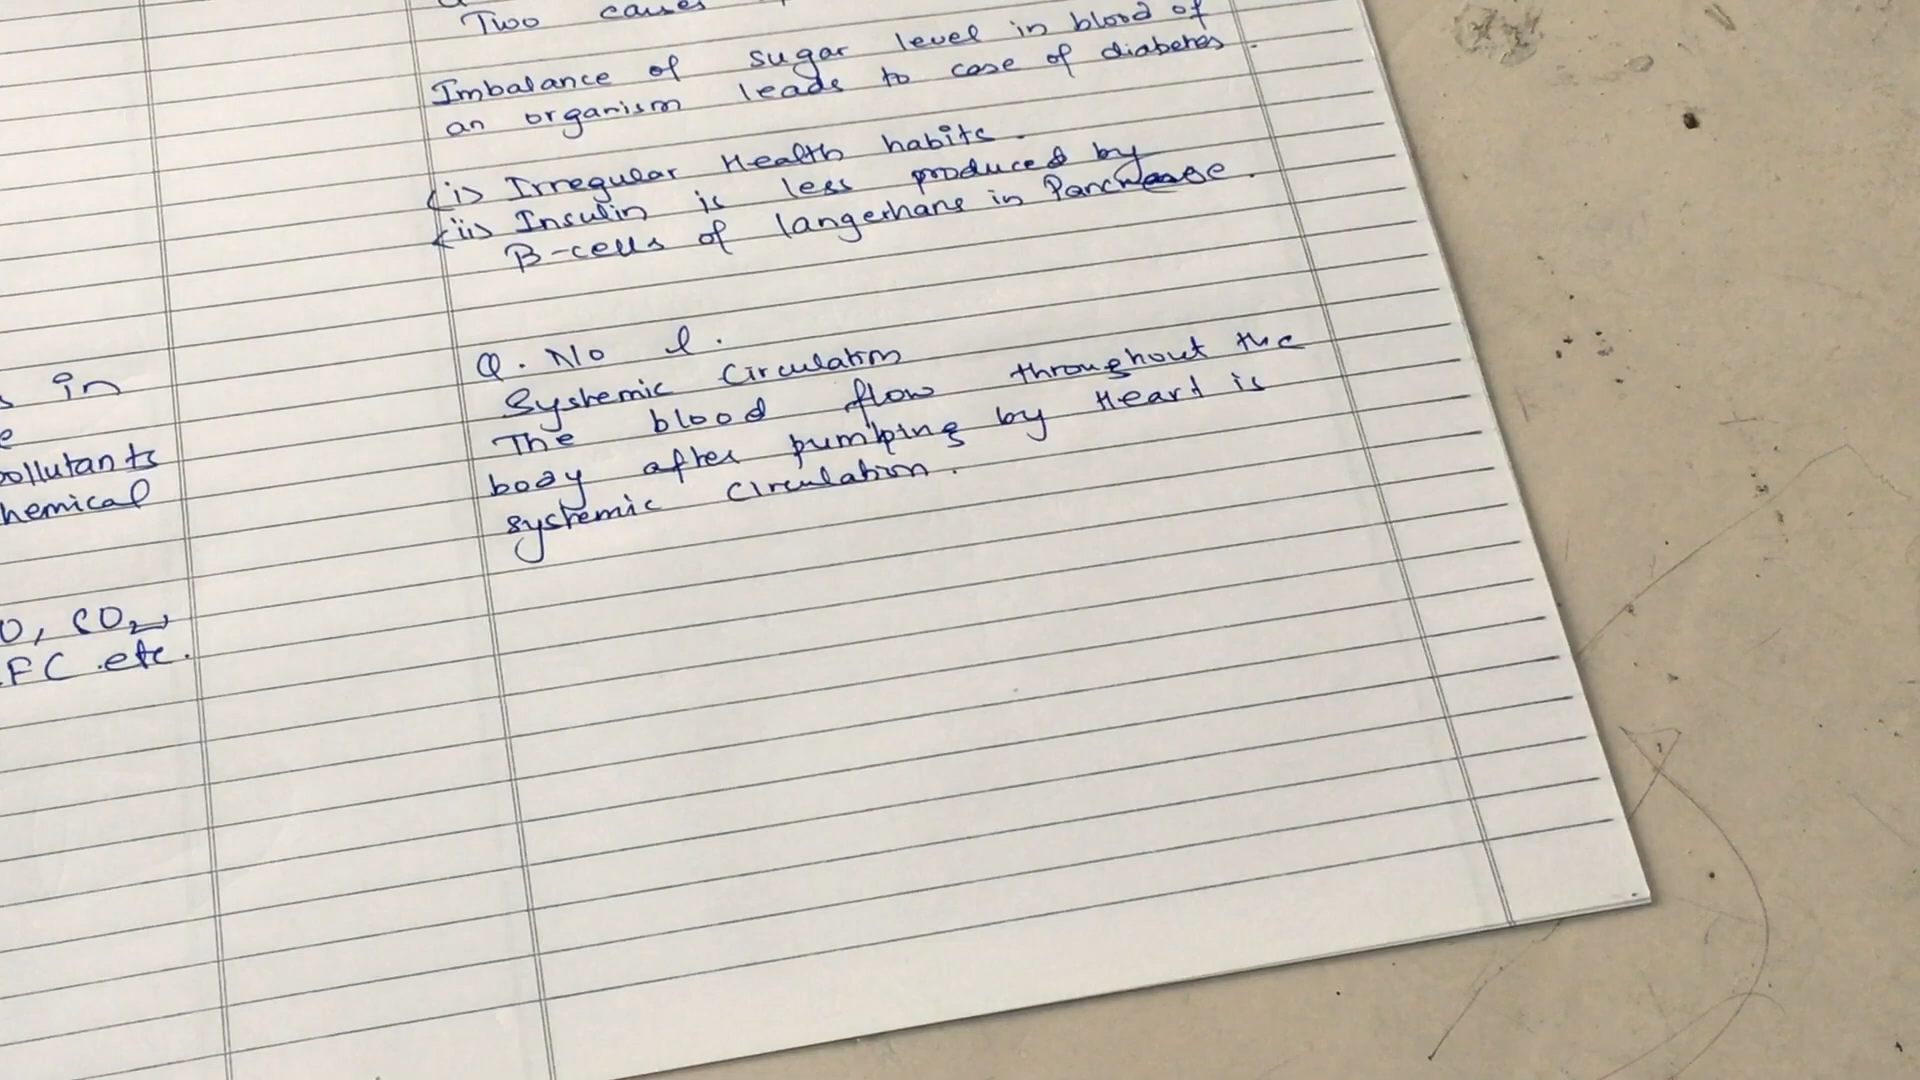 Two causes
Imbalance of sugar level in blood of
an organism leads to case of diabetes.
(i) Irregular Health habits.
(ii) Insulin is less produced by
B-cells of langerhans in Pancrease.
Q. No l.
Systemic Circulation
The blood flow throughout the
body after pumping by Heart is
systemic circulation.
s in
e
pollutants
hemical
O, CO2,
FC etc.